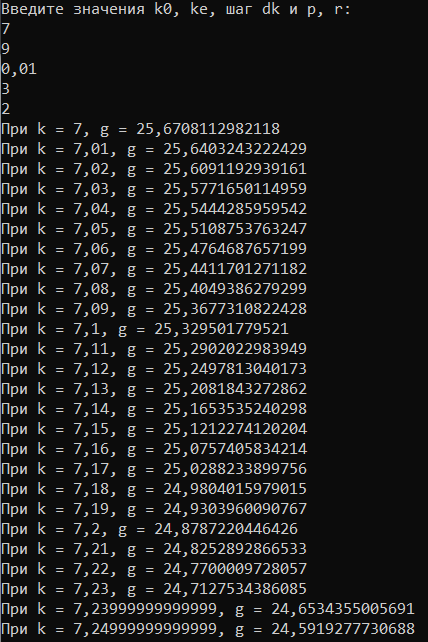 Введите значения k0, ke, шаг dk и p, r:
7
9
0,01
3
2
При k = 7, g = 25,6708112982118
При k = 7,01, g = 25,6403243222429
При k = 7,02, g = 25,6091192939161
При k = 7,03, g = 25,5771650114959
При k = 7,04, g = 25,5444285959542
При k = 7,05, g = 25,5108753763247
При k = 7,06, g = 25,4764687657199
При k = 7,07, g = 25,4411701271182
При k = 7,08, g = 25,4049386279299
При k = 7,09, g = 25,3677310822428
При k = 7,1, g = 25,329501779521
При k = 7,11, g = 25,2902022983949
При k = 7,12, g = 25,2497813040173
При k = 7,13, g = 25,2081843272862
При k = 7,14, g = 25,1653535240298
При k = 7,15, g = 25,1212274120204
При k = 7,16, g = 25,0757405834214
При k = 7,17, g = 25,0288233899756
При k = 7,18, g = 24,9804015979015
При k = 7,19, g = 24,9303960090767
При k = 7,2, g = 24,8787220446426
При k = 7,21, g = 24,8252892866533
При k = 7,22, g = 24,7700009728057
При k = 7,23, g = 24,7127534386085
При k = 7,23999999999999, g = 24,6534355005691
При k = 7,24999999999999, g = 24,5919277730688